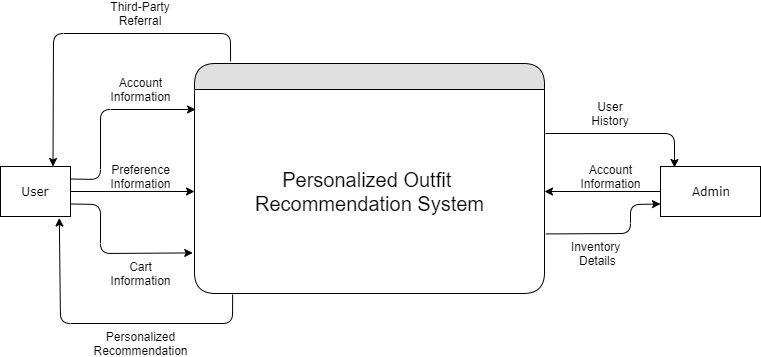 Third-Party
Referral
Account
Information
User
History
Preference
Information
Account
Information
User
Personalized Outfit
Recommendation System
Admin
Cart
Information
Inventory
Details
Personalized
Recommendation